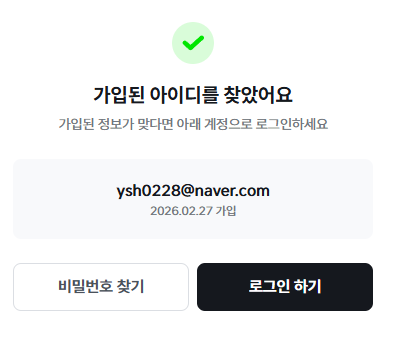 가입된 아이디를 찾았어요
가입된 정보가 맞다면 아래 계정으로 로그인하세요
ysh0228@naver.com
2026.02.27 가입
비밀번호 찾기
로그인 하기